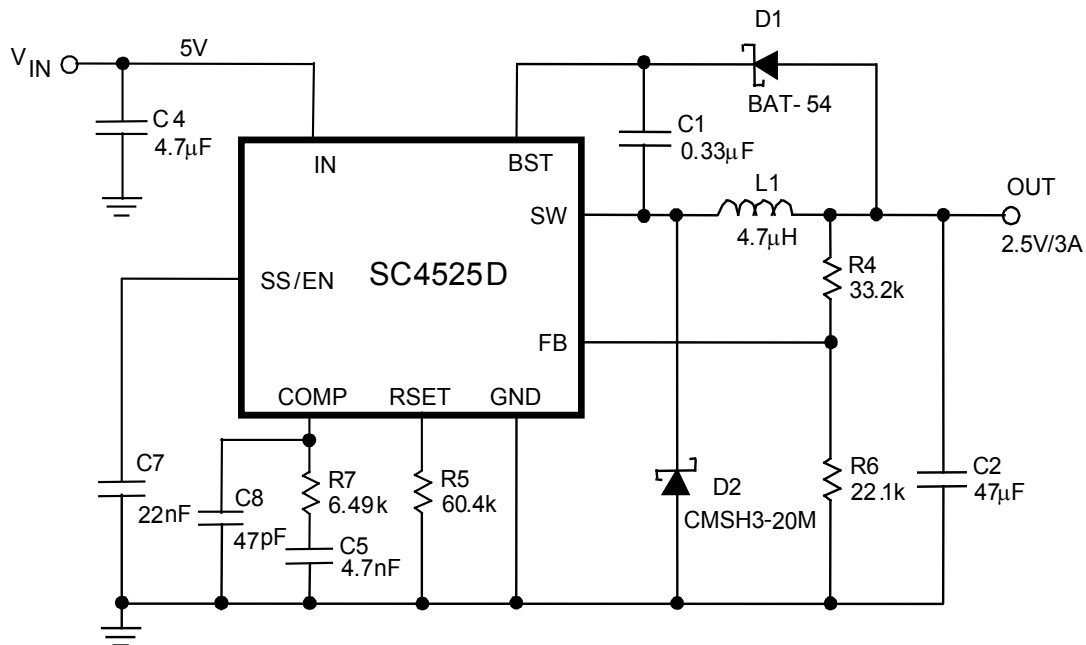 D1
V IN
5V
BAT-54
C4
4.7µF
C1
0.33µF
IN
BST
L1
OUT
SW
4.7µH
2.5V/3A
SS/EN
SC4525D
R4
33.2k
FB
COMP
RSET
GND
C7
22nF
C8
47pF
R7
6.49k
R5
60.4k
C5
4.7nF
D2
CMSH3-20M
R6
22.1k
C2
47µF